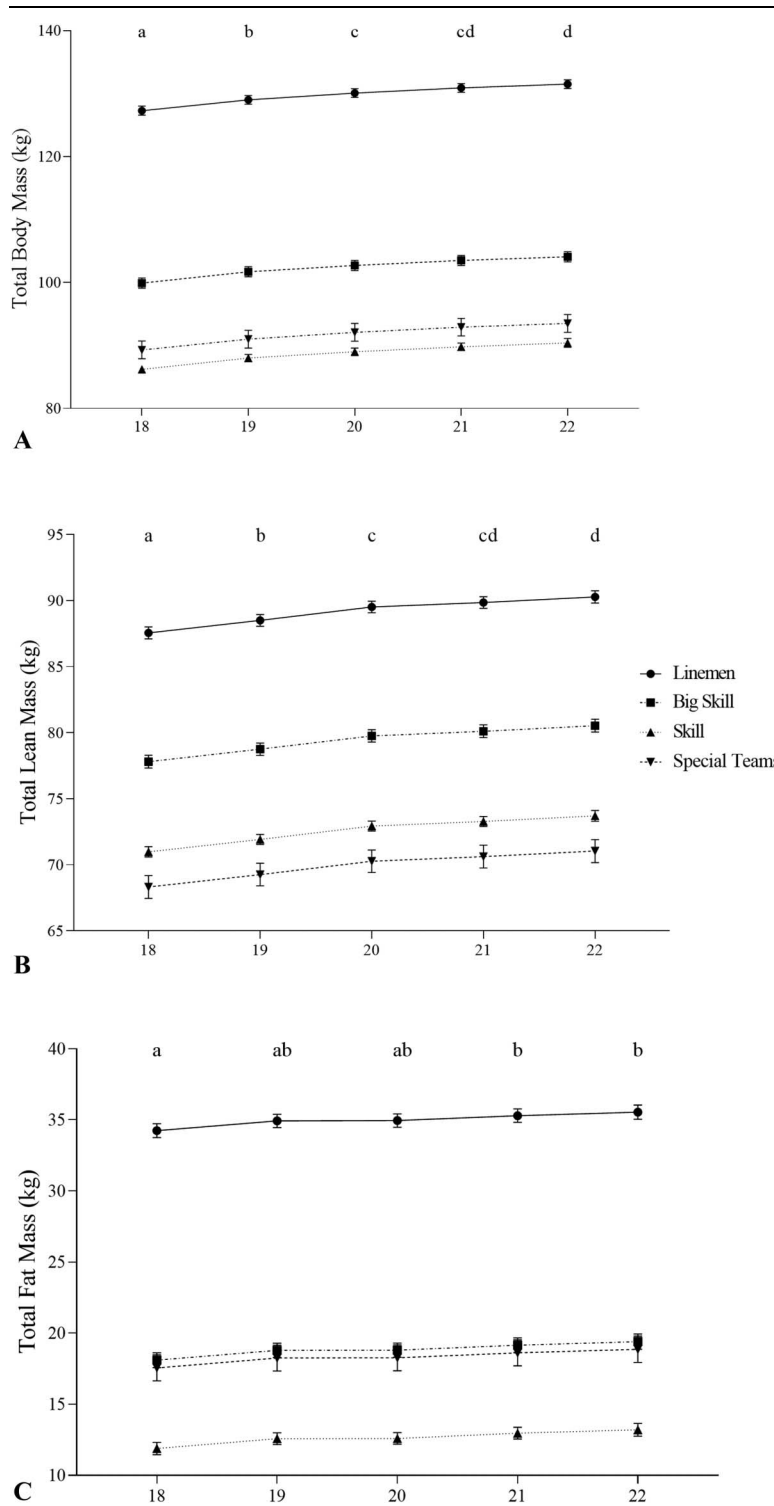 a b c cd d
140
120
100
80
Total Body Mass (kg)
18 19 20 21 22
A
a b c cd d
95
90
85
80
75
70
65
Total Lean Mass (kg)
18 19 20 21 22
Linemen
Big Skill
Skill
Special Teams
B
a ab ab b b
40
35
30
25
20
15
10
Total Fat Mass (kg)
18 19 20 21 22
C